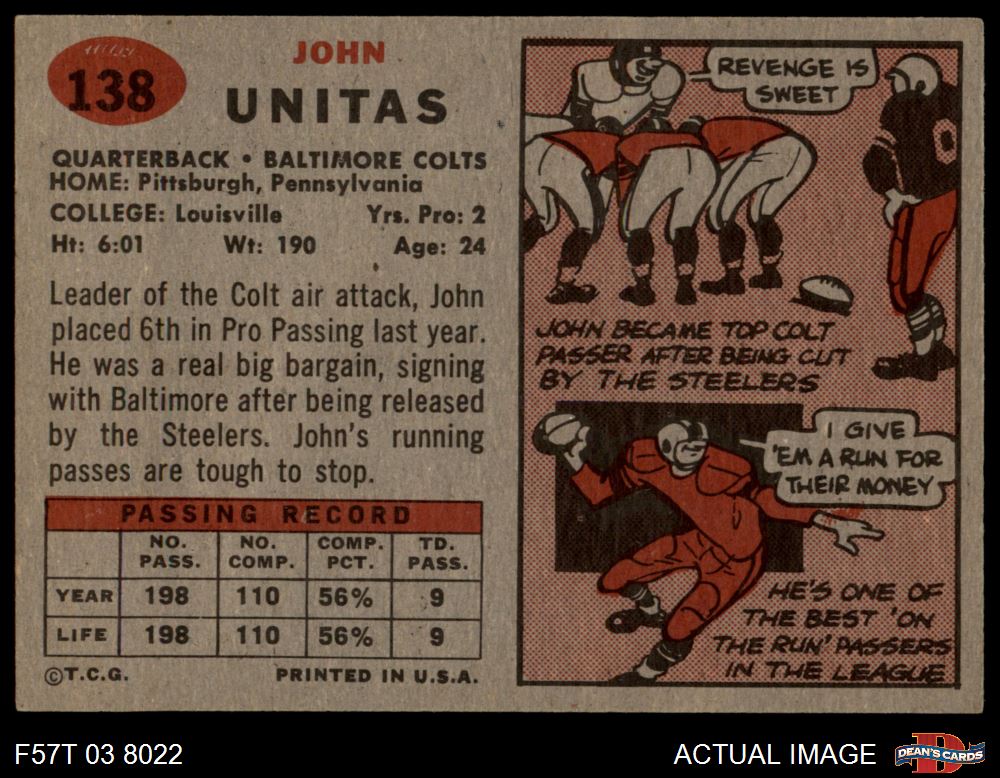 138
JOHN
UNITAS
QUARTERBACK • BALTIMORE COLTS
HOME: Pittsburgh, Pennsylvania
COLLEGE: Louisville Yrs. Pro: 2
Ht: 6:01 Wt: 190 Age: 24
Leader of the Colt air attack, John
placed 6th in Pro Passing last year.
He was a real big bargain, signing
with Baltimore after being released
by the Steelers. John's running
passes are tough to stop.
PASSING RECORD
NO. PASS. NO. COMP. COMP. PCT. TD. PASS.
YEAR 198 110 56% 9
LIFE 198 110 56% 9
©T.C.G. PRINTED IN U.S.A.
REVENGE IS
SWEET
0
JOHN BECAME TOP COLT
PASSER AFTER BEING CUT
BY THE STEELERS
I GIVE
'EM A RUN FOR
THEIR MONEY
HE'S ONE OF
THE BEST 'ON
THE RUN' PASSERS
IN THE LEAGUE
F57T 03 8022
ACTUAL IMAGE
D
DEAN'S CARDS